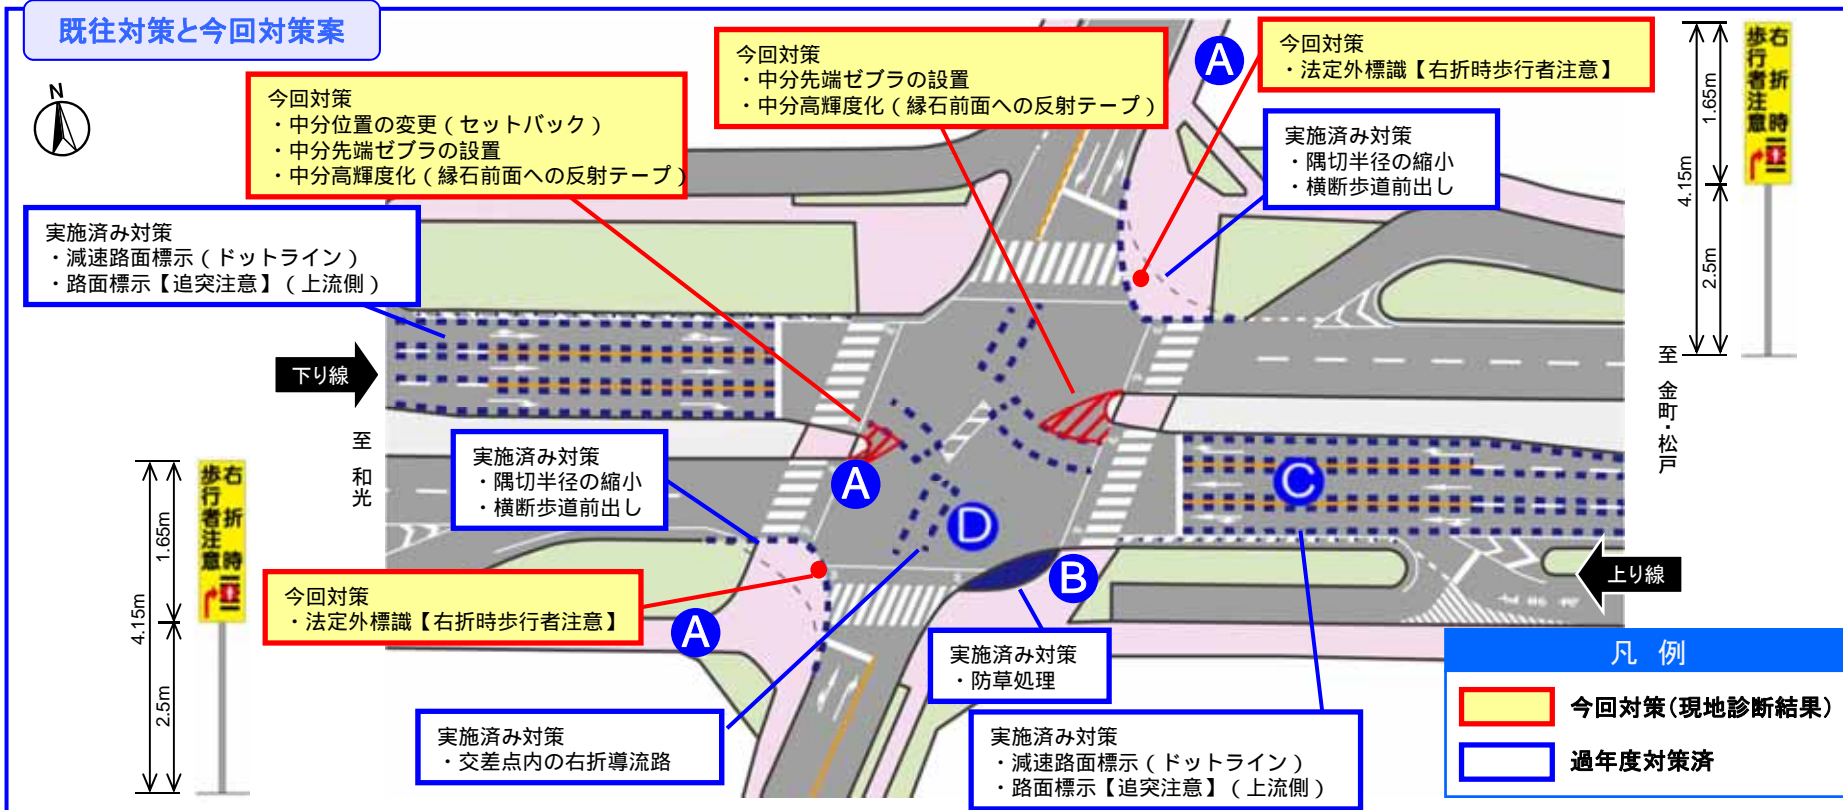 既往対策と今回対策案
N
今回対策
・中分位置の変更（セットバック）
・中分先端ゼブラの設置
・中分高輝度化（縁石前面への反射テープ）
今回対策
・中分先端ゼブラの設置
・中分高輝度化（縁石前面への反射テープ）
A
今回対策
・法定外標識【右折時歩行者注意】
実施済み対策
・隅切半径の縮小
・横断歩道前出し
右折時
歩行者注意
1.65m
4.15m
2.5m
実施済み対策
・減速路面標示（ドットライン）
・路面標示【追突注意】（上流側）
下り線
至 和光
至 金町・松戸
実施済み対策
・隅切半径の縮小
・横断歩道前出し
A
C
D
B
上り線
右折時
歩行者注意
1.65m
4.15m
2.5m
今回対策
・法定外標識【右折時歩行者注意】
A
実施済み対策
・防草処理
実施済み対策
・交差点内の右折導流路
実施済み対策
・減速路面標示（ドットライン）
・路面標示【追突注意】（上流側）
凡 例
今回対策（現地診断結果）
過年度対策済